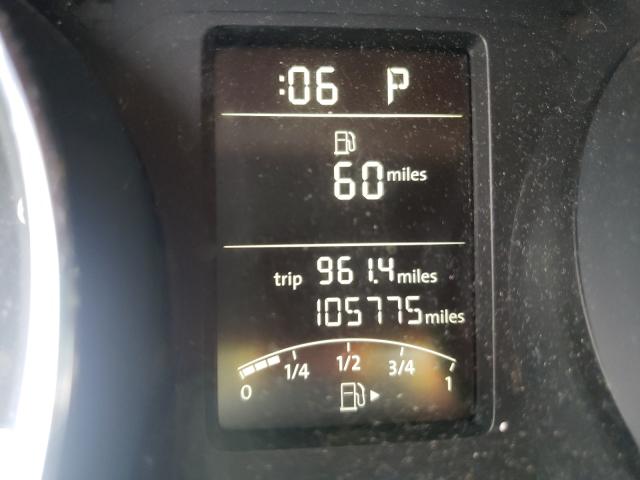 :06 P
60 miles
trip 961.4 miles
105775 miles
0 1/4 1/2 3/4 1